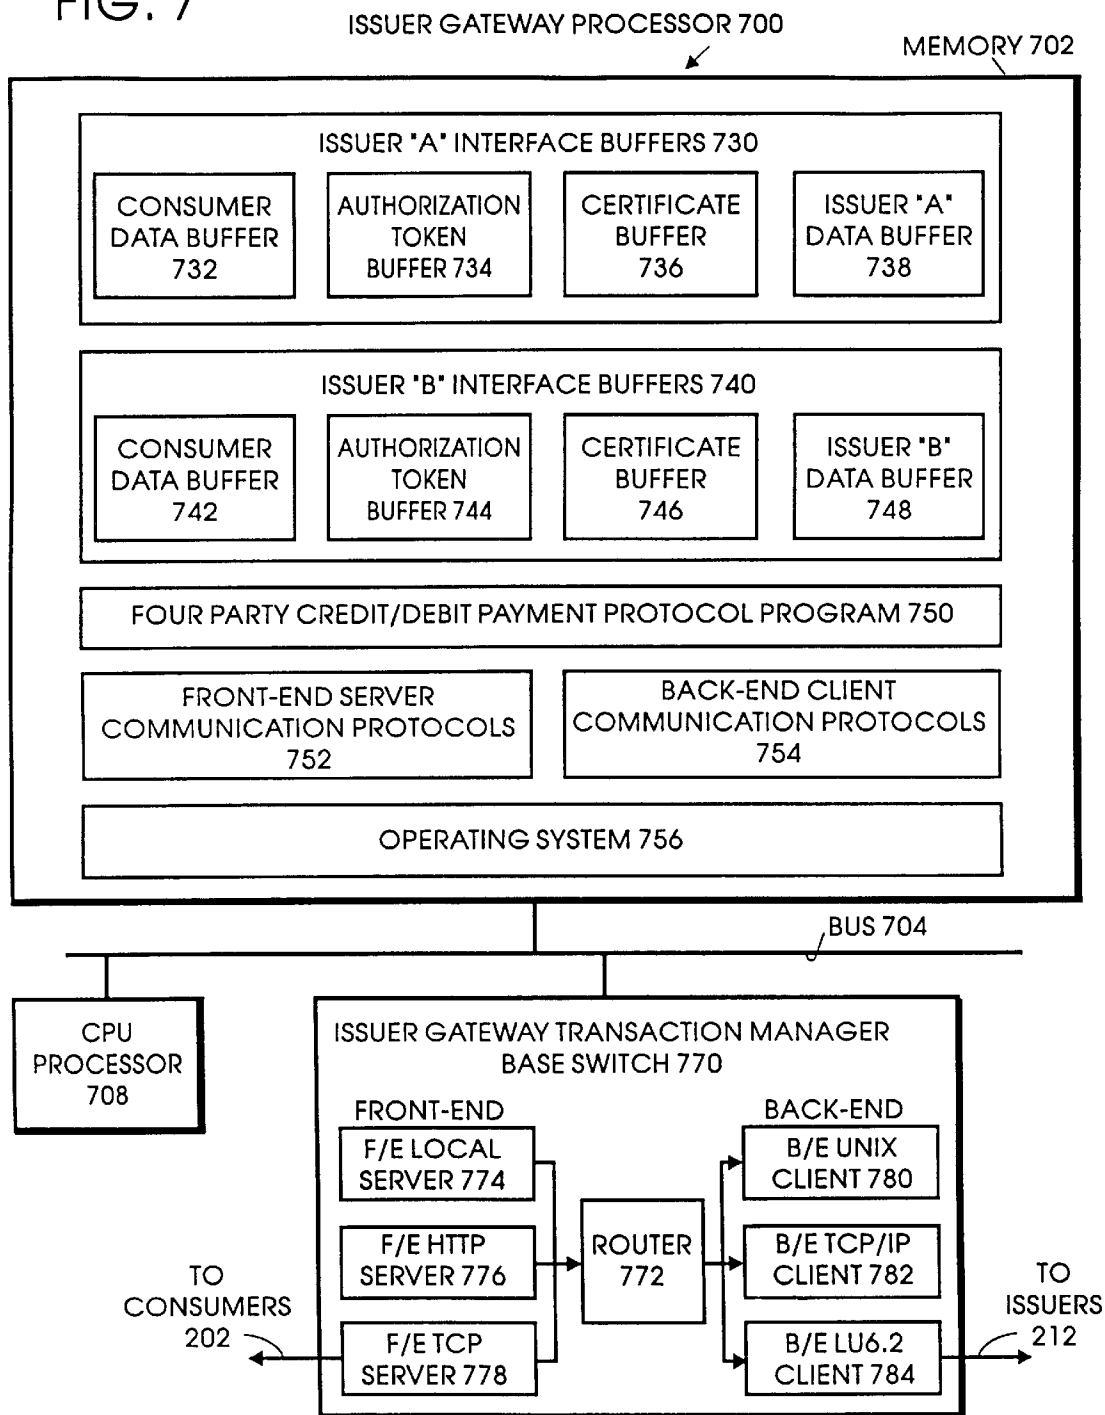 FIG. 7
ISSUER GATEWAY PROCESSOR 700
MEMORY 702
ISSUER "A" INTERFACE BUFFERS 730
CONSUMER
DATA BUFFER
732
AUTHORIZATION
TOKEN
BUFFER 734
CERTIFICATE
BUFFER
736
ISSUER "A"
DATA BUFFER
738
ISSUER "B" INTERFACE BUFFERS 740
CONSUMER
DATA BUFFER
742
AUTHORIZATION
TOKEN
BUFFER 744
CERTIFICATE
BUFFER
746
ISSUER "B"
DATA BUFFER
748
FOUR PARTY CREDIT/DEBIT PAYMENT PROTOCOL PROGRAM 750
FRONT-END SERVER
COMMUNICATION PROTOCOLS
752
BACK-END CLIENT
COMMUNICATION PROTOCOLS
754
OPERATING SYSTEM 756
BUS 704
CPU
PROCESSOR
708
ISSUER GATEWAY TRANSACTION MANAGER
BASE SWITCH 770
FRONT-END
F/E LOCAL
SERVER 774
F/E HTTP
SERVER 776
F/E TCP
SERVER 778
ROUTER
772
BACK-END
B/E UNIX
CLIENT 780
B/E TCP/IP
CLIENT 782
B/E LU6.2
CLIENT 784
TO
CONSUMERS
202
TO
ISSUERS
212